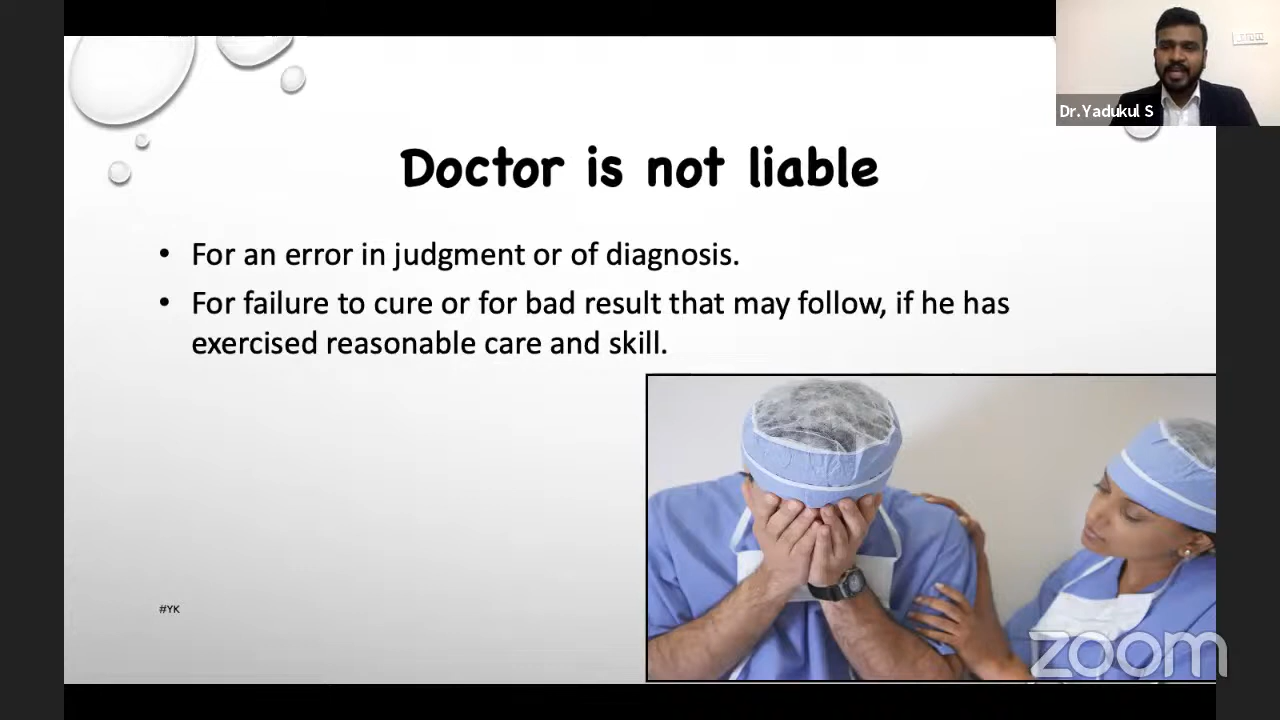 Dr.Yadukul S
Doctor is not liable
• For an error in judgment or of diagnosis.
• For failure to cure or for bad result that may follow, if he has
exercised reasonable care and skill.
#YK
zoom